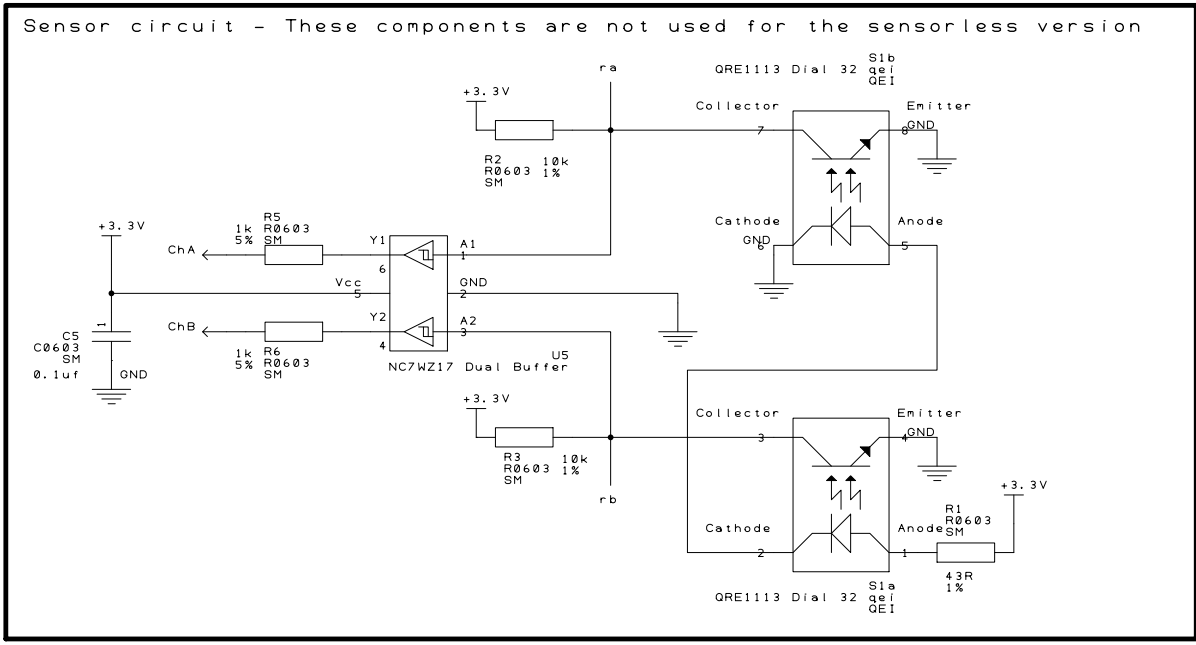 Sensor circuit - These components are not used for the sensorless version
ra
S1b
QRE1113 Dial 32 qei
QEI
+3.3V
Collector
Emitter
7
8
GND
R2 10k
R0603 1%
SM
+3.3V
R5
1k R0603
5% SM
Cathode
Anode
GND
6
5
ChA
Y1
A1
6
1
Vcc
GND
5
2
ChB
Y2
A2
4
3
1
C5
C0603
SM
0.1uf
GND
1k R6
5% R0603
SM
U5
NC7WZ17 Dual Buffer
+3.3V
Collector
Emitter
3
4
GND
R3 10k
R0603 1%
SM
rb
+3.3V
R1
R0603
SM
Cathode
Anode
2
1
43R
1%
S1a
QRE1113 Dial 32 qei
QEI